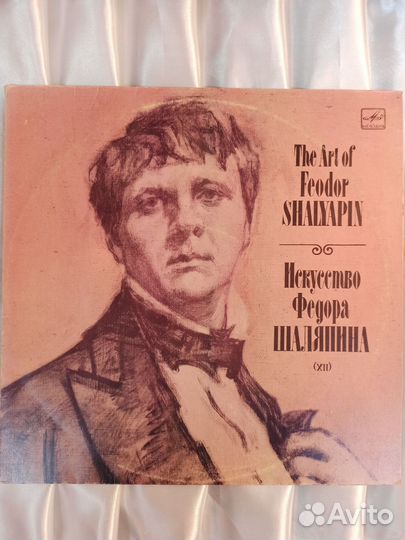 The Art of
Feodor
SHALYAPIN
Искусство
Федора
ШАЛЯПИНА
(XII)
Avito